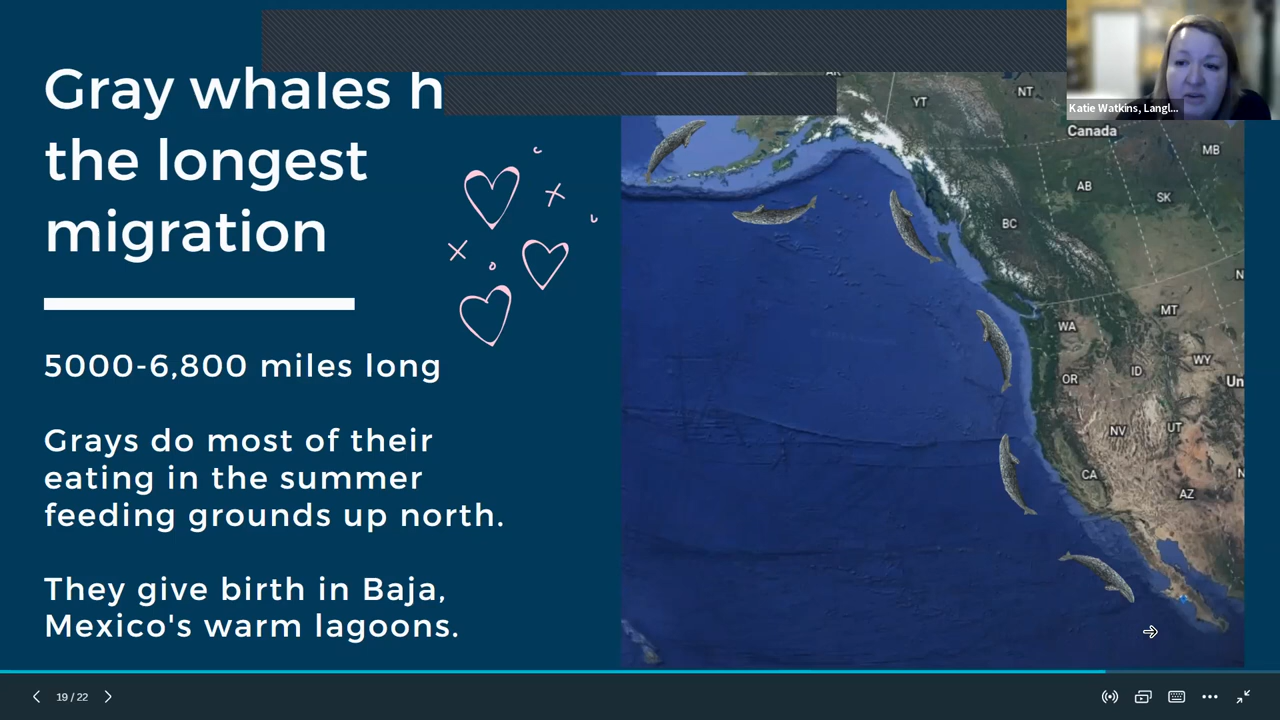 Gray whales h
the longest
migration
5000-6,800 miles long
Grays do most of their
eating in the summer
feeding grounds up north.
They give birth in Baja,
Mexico's warm lagoons.
YT
NT
Canada
MB
AB
SK
BC
WA
MT
OR
ID
WY
Un
NV
UT
CA
AZ
Katie Watkins, Langl...
19 / 22